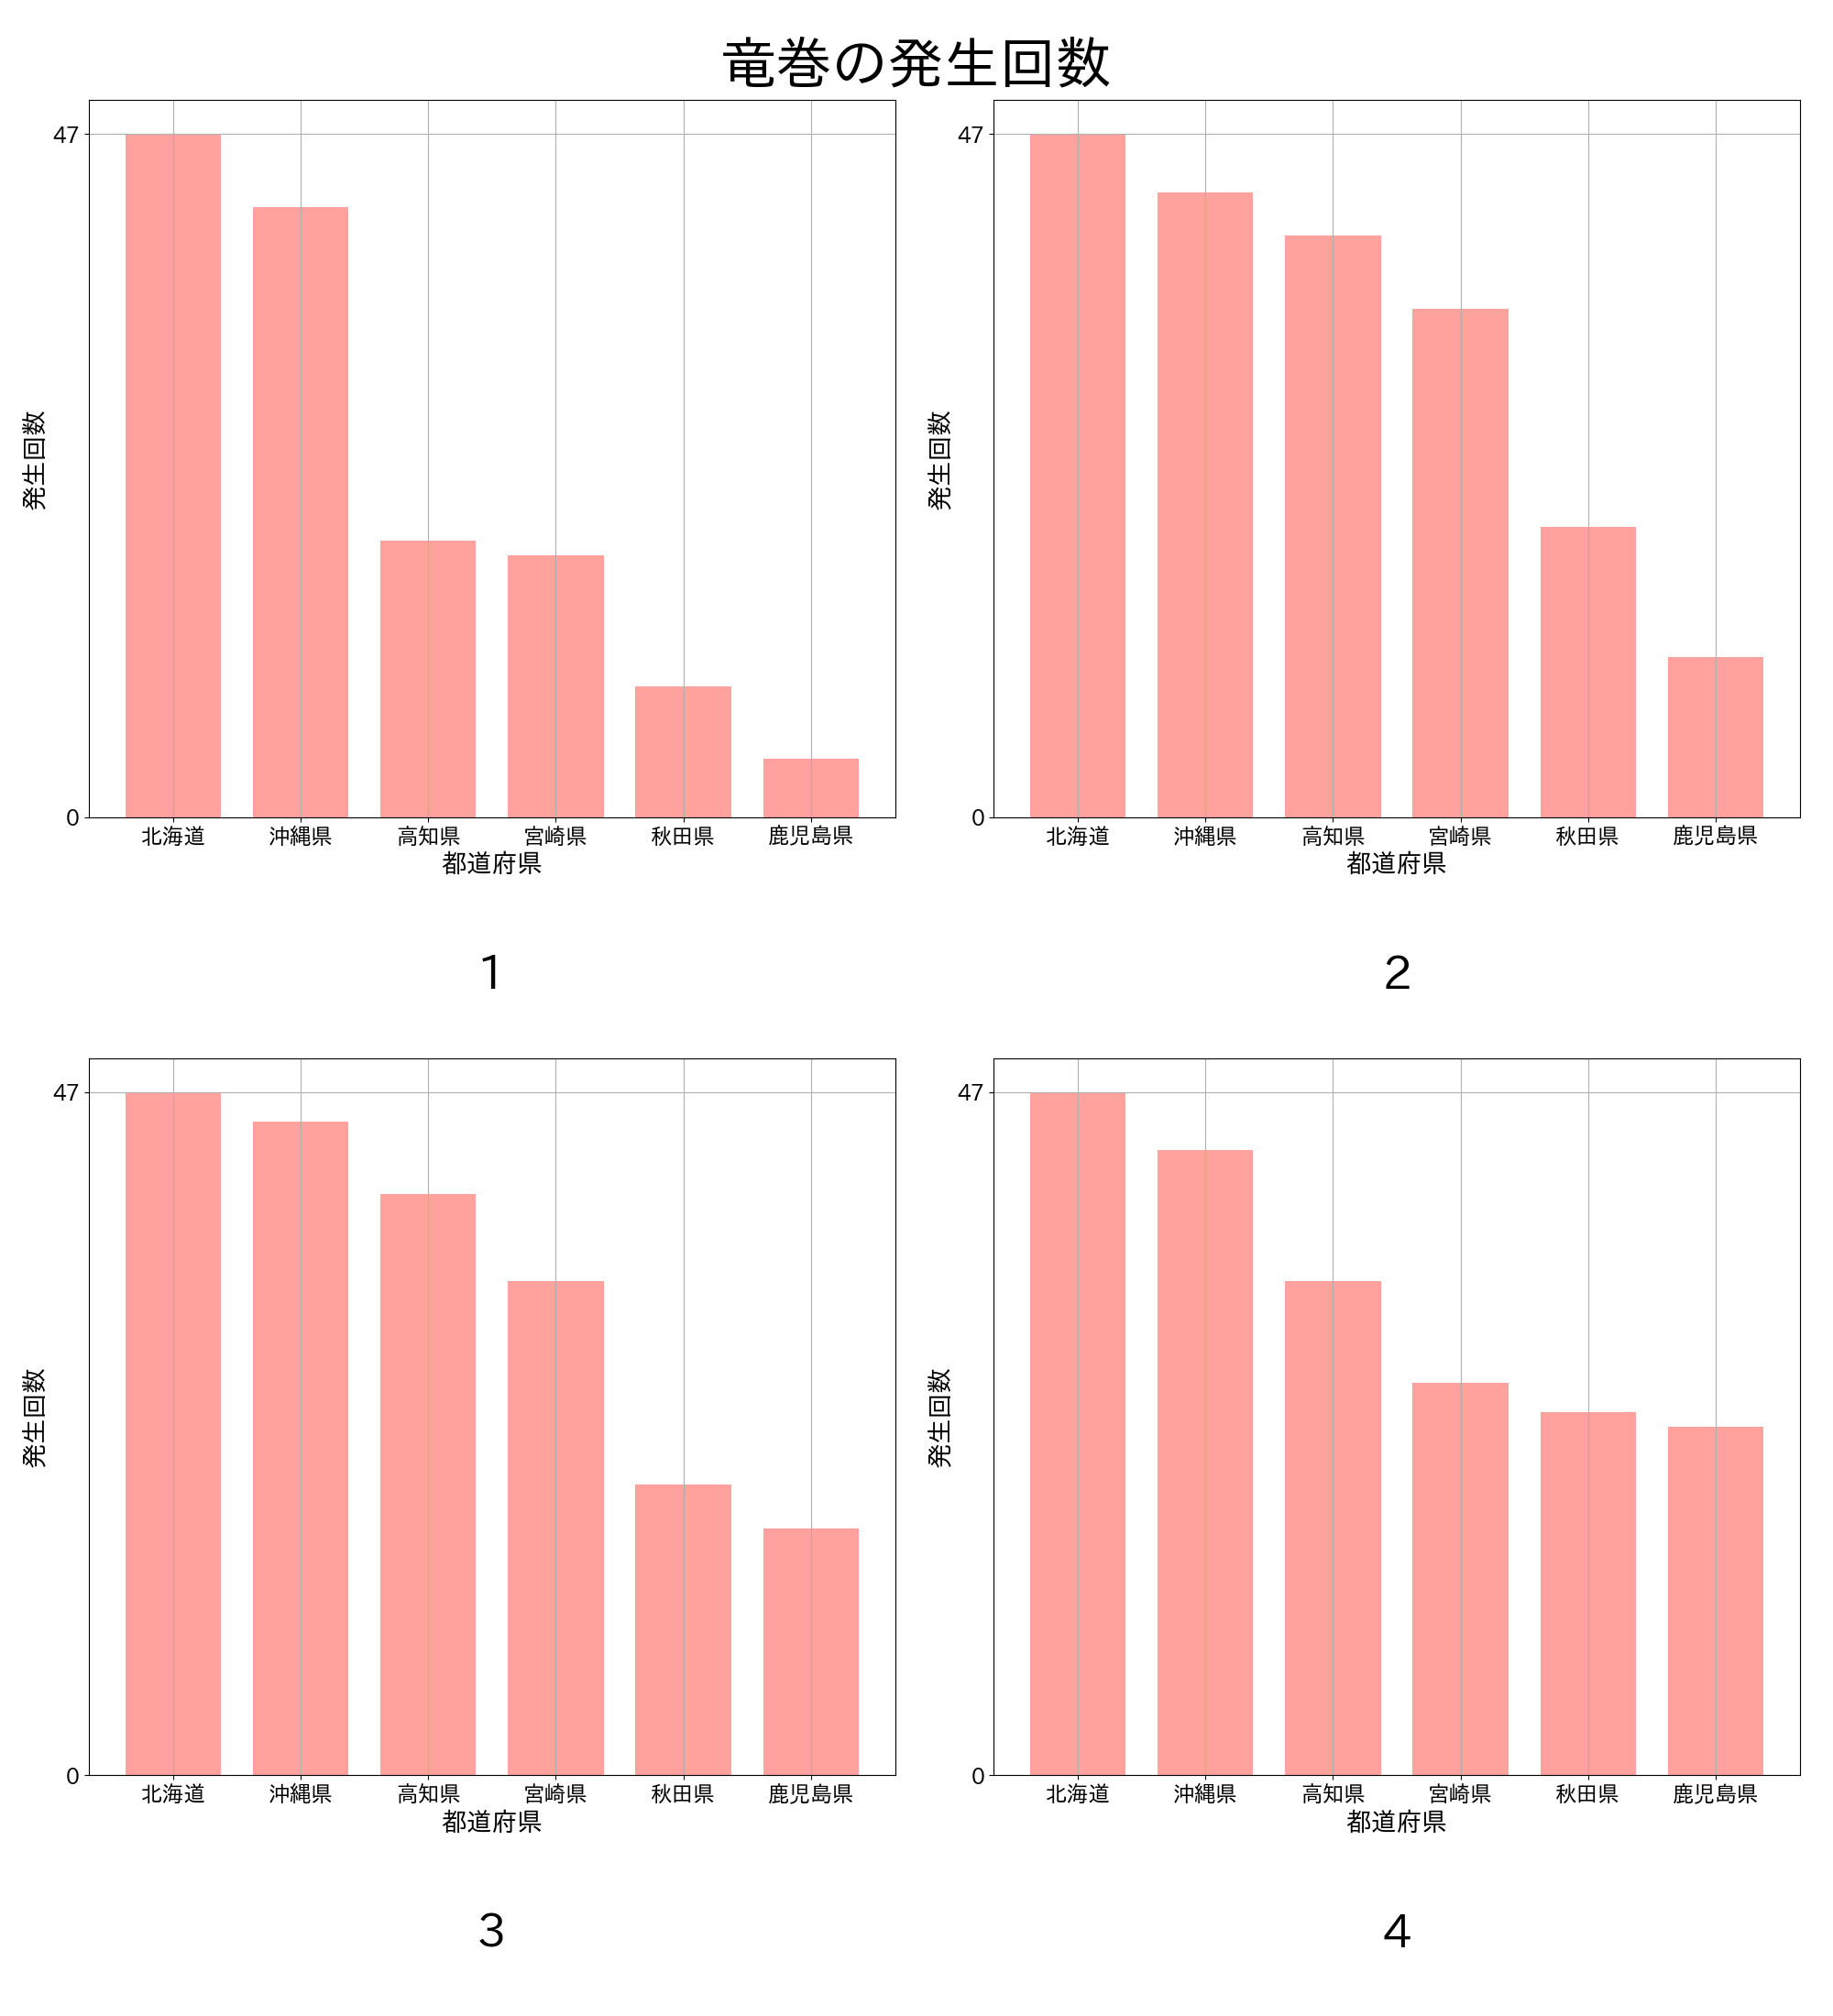 竜巻の発生回数
47
0
発生回数
北海道 沖縄県 高知県 宮崎県 秋田県 鹿児島県
都道府県
1
47
0
発生回数
北海道 沖縄県 高知県 宮崎県 秋田県 鹿児島県
都道府県
2
47
0
発生回数
北海道 沖縄県 高知県 宮崎県 秋田県 鹿児島県
都道府県
3
47
0
発生回数
北海道 沖縄県 高知県 宮崎県 秋田県 鹿児島県
都道府県
4